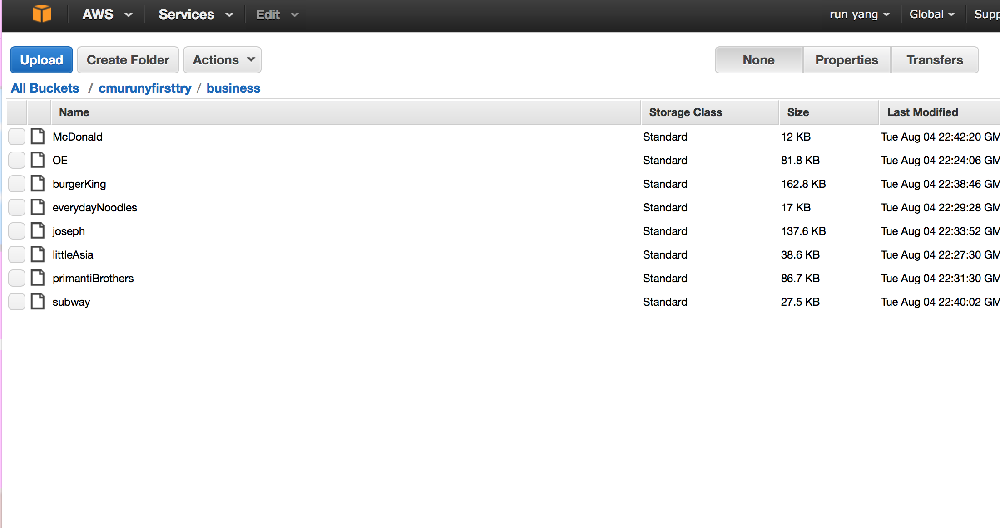 AWS Services Edit run yang Global Supp
Upload Create Folder Actions None Properties Transfers
All Buckets / cmurunyfirsttry / business
Name Storage Class Size Last Modified
McDonald Standard 12 KB Tue Aug 04 22:42:20 GM
OE Standard 81.8 KB Tue Aug 04 22:24:06 GM
burgerKing Standard 162.8 KB Tue Aug 04 22:38:46 GM
everydayNoodles Standard 17 KB Tue Aug 04 22:29:28 GM
joseph Standard 137.6 KB Tue Aug 04 22:33:52 GM
littleAsia Standard 38.6 KB Tue Aug 04 22:27:30 GM
primantiBrothers Standard 86.7 KB Tue Aug 04 22:31:30 GM
subway Standard 27.5 KB Tue Aug 04 22:40:02 GM